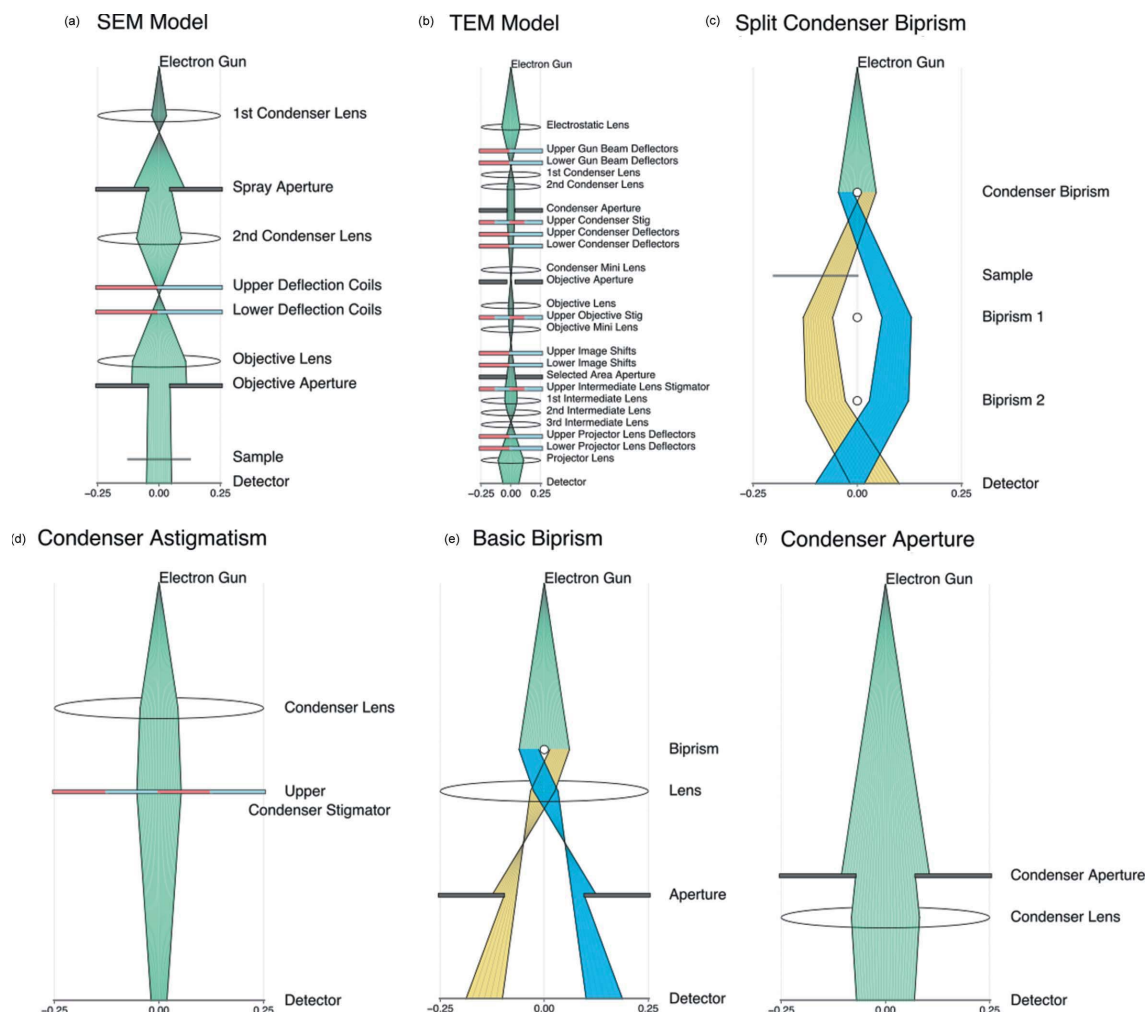 (a) SEM Model
Electron Gun
1st Condenser Lens
Spray Aperture
2nd Condenser Lens
Upper Deflection Coils
Lower Deflection Coils
Objective Lens
Objective Aperture
Sample
Detector
−0.25 0.00 0.25
(b) TEM Model
Electron Gun
Electrostatic Lens
Upper Gun Beam Deflectors
Lower Gun Beam Deflectors
1st Condenser Lens
2nd Condenser Lens
Condenser Aperture
Upper Condenser Stig
Upper Condenser Deflectors
Lower Condenser Deflectors
Condenser Mini Lens
Objective Aperture
Objective Lens
Upper Objective Stig
Objective Mini Lens
Upper Image Shifts
Lower Image Shifts
Selected Area Aperture
Upper Intermediate Lens Stigmator
1st Intermediate Lens
2nd Intermediate Lens
3rd Intermediate Lens
Upper Projector Lens Deflectors
Lower Projector Lens Deflectors
Projector Lens
Detector
−0.25 0.00 0.25
(c) Split Condenser Biprism
Electron Gun
Condenser Biprism
Sample
Biprism 1
Biprism 2
Detector
−0.25 0.00 0.25
(d) Condenser Astigmatism
Electron Gun
Condenser Lens
Upper
Condenser Stigmator
Detector
−0.25 0.00 0.25
(e) Basic Biprism
Electron Gun
Biprism
Lens
Aperture
Detector
−0.25 0.00 0.25
(f) Condenser Aperture
Electron Gun
Condenser Aperture
Condenser Lens
Detector
−0.25 0.00 0.25